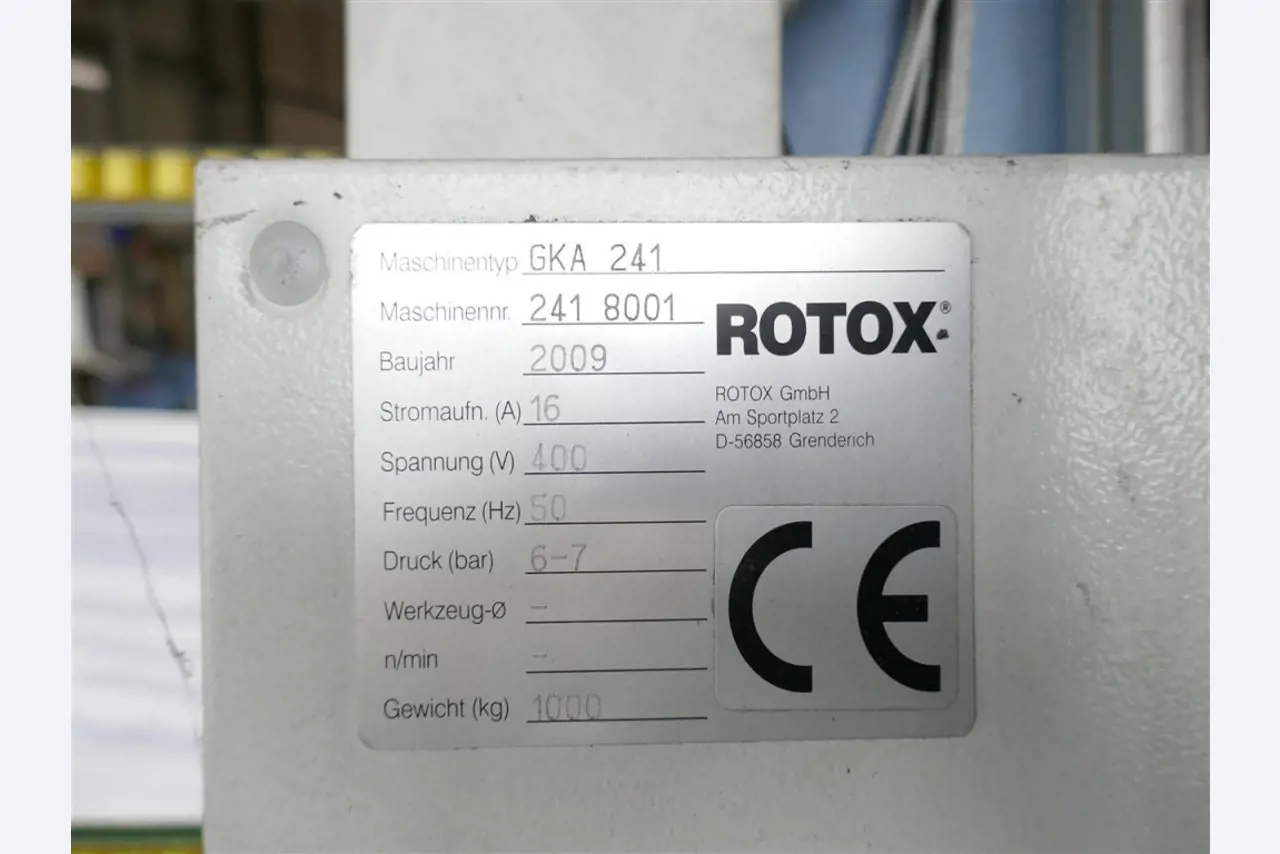 Maschinentyp GKA 241
Maschinennr. 241 8001
Baujahr 2009
Stromaufn. (A) 16
Spannung (V) 400
Frequenz (Hz) 50
Druck (bar) 6-7
Werkzeug-Ø -
n/min -
Gewicht (kg) 1000
ROTOX®
ROTOX GmbH
Am Sportplatz 2
D-56858 Grenderich
CE